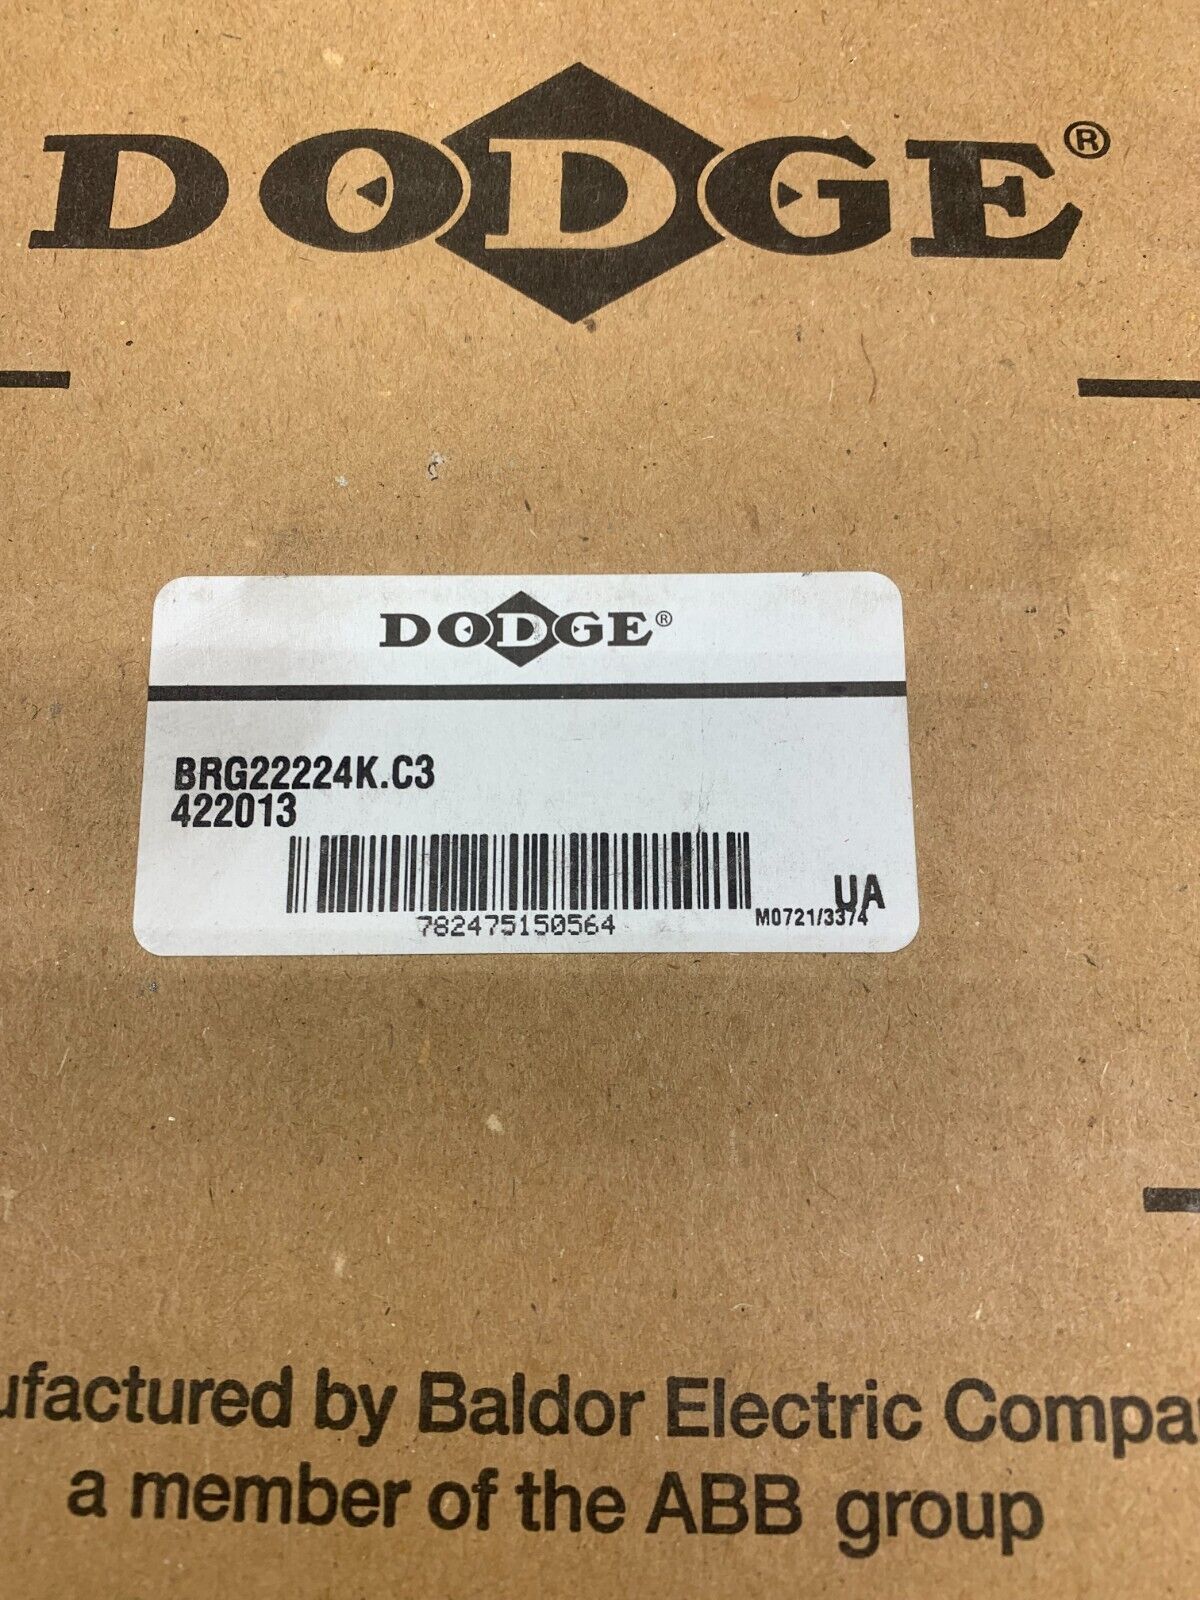 DODGE®
DODGE®
BRG22224K.C3
422013
782475150564
UA
M0721/3374
ufactured by Baldor Electric Compa
a member of the ABB group